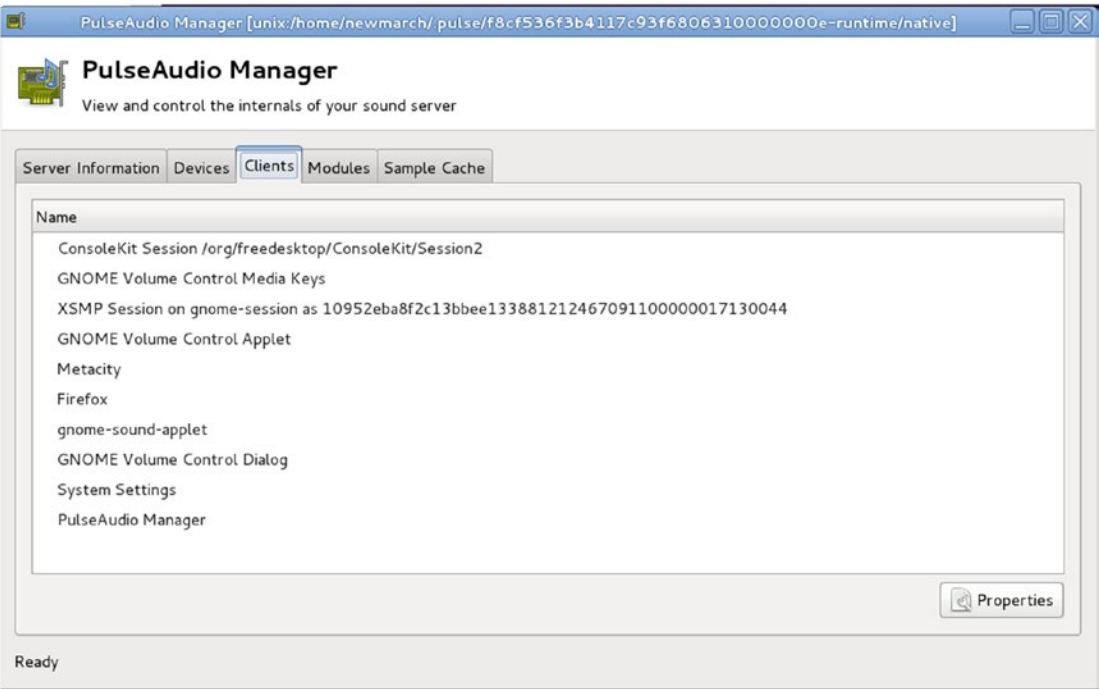 PulseAudio Manager [unix:/home/newmarch/.pulse/f8cf536f3b4117c93f6806310000000e-runtime/native]
PulseAudio Manager
View and control the internals of your sound server
Server Information Devices Clients Modules Sample Cache
Name
ConsoleKit Session /org/freedesktop/ConsoleKit/Session2
GNOME Volume Control Media Keys
XSMP Session on gnome-session as 10952eba8f2c13bbee133881212467091100000017130044
GNOME Volume Control Applet
Metacity
Firefox
gnome-sound-applet
GNOME Volume Control Dialog
System Settings
PulseAudio Manager
Properties
Ready